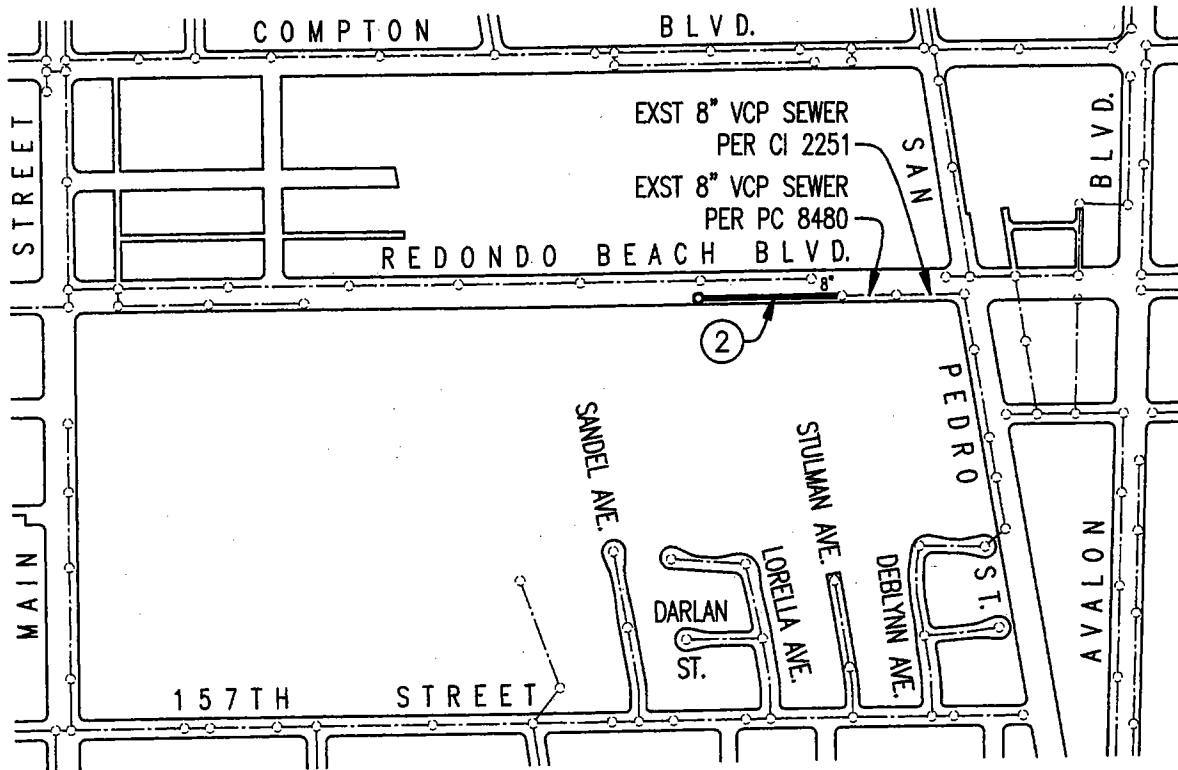 COMPTON BLVD.
EXST 8" VCP SEWER
PER CI 2251
EXST 8" VCP SEWER
PER PC 8480
SAN
BLVD.
STREET
REDONDO BEACH BLVD.
8"
2
PEDRO
SANDEL AVE.
STULMAN AVE.
LORELLA AVE.
DEBLYNN AVE.
ST.
DARLAN
ST.
AVALON
MAIN
157TH STREET